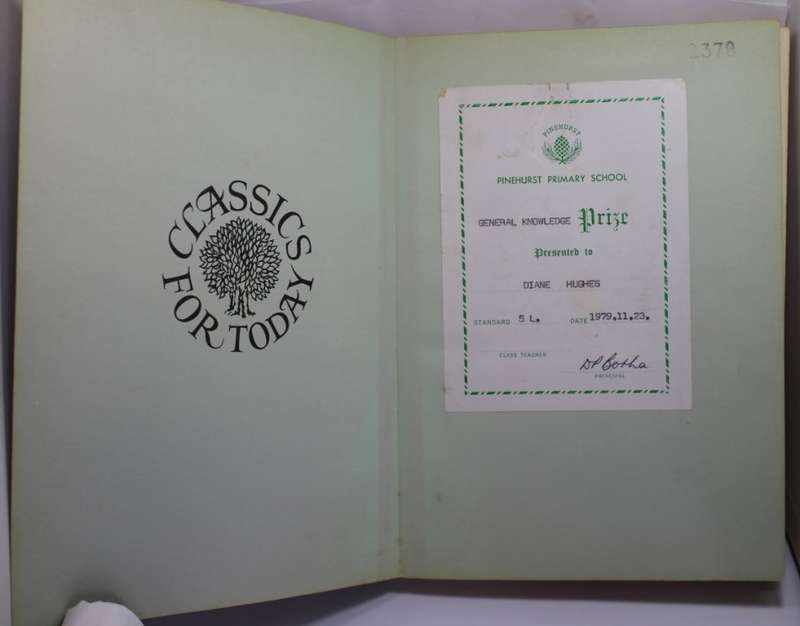 CLASSICS
FOR TODAY
2378
PINEHURST
PINEHURST PRIMARY SCHOOL
GENERAL KNOWLEDGE Prize
Presented to
DIANE HUGHES
STANDARD 5 L. DATE 1979.11.23.
CLASS TEACHER
DP Botha
PRINCIPAL